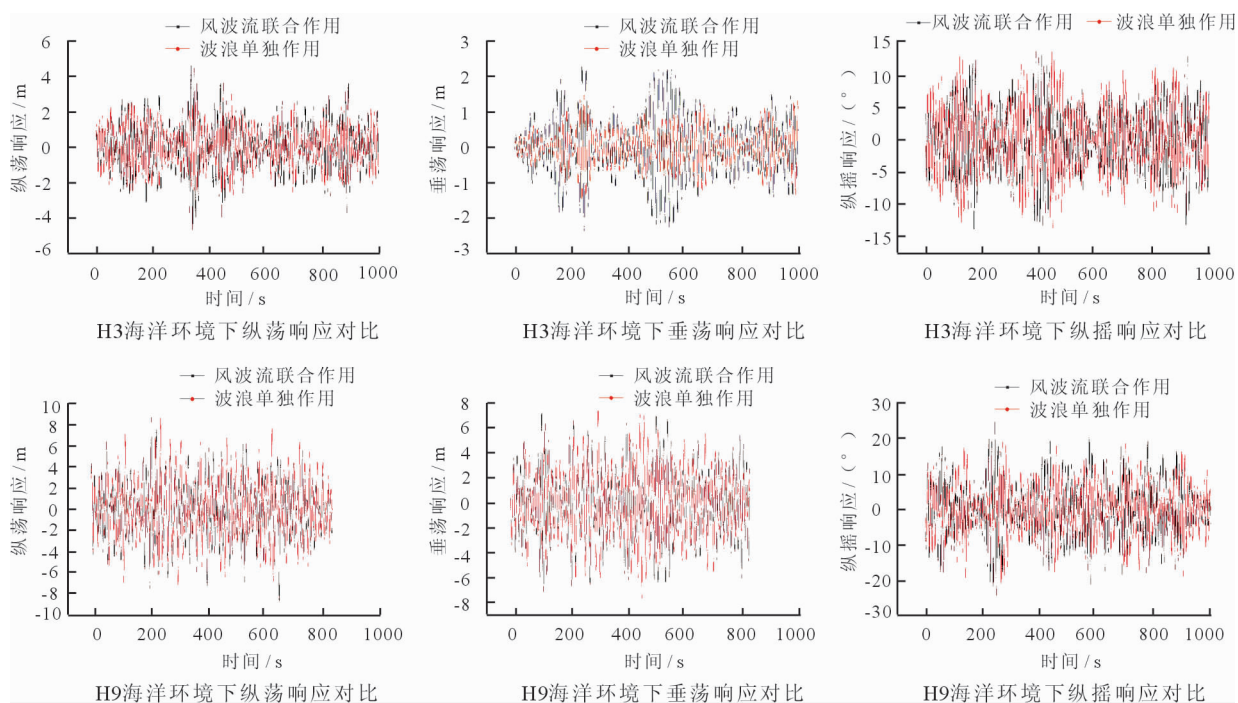 风波流联合作用
波浪单独作用
6
4
2
0
-2
-4
-6
纵荡响应/m
0 200 400 600 800 1000
时间/s
H3海洋环境下纵荡响应对比
风波流联合作用
波浪单独作用
3
2
1
0
-1
-2
-3
垂荡响应/m
0 200 400 600 800 1000
时间/s
H3海洋环境下垂荡响应对比
风波流联合作用 波浪单独作用
15
10
5
0
-5
-10
-15
纵摇响应/(°)
0 200 400 600 800 1000
时间/s
H3海洋环境下纵摇响应对比
风波流联合作用
波浪单独作用
10
8
6
4
2
0
-2
-4
-6
-8
-10
纵荡响应/m
0 200 400 600 800 1000
时间/s
H9海洋环境下纵荡响应对比
风波流联合作用
波浪单独作用
8
6
4
2
0
-2
-4
-6
-8
垂荡响应/m
0 200 400 600 800 1000
时间/s
H9海洋环境下垂荡响应对比
风波流联合作用
波浪单独作用
30
20
10
0
-10
-20
-30
纵摇响应/(°)
0 200 400 600 800 1000
时间/s
H9海洋环境下纵摇响应对比